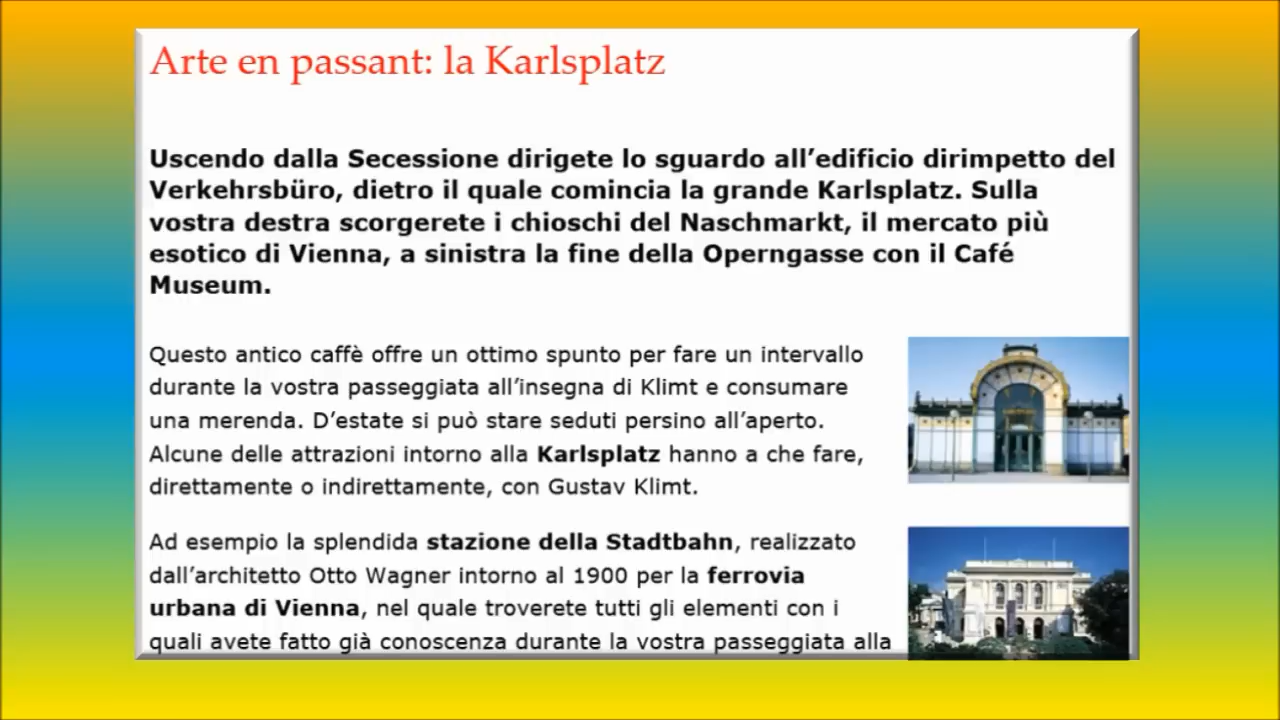 Arte en passant: la Karlsplatz
Uscendo dalla Secessione dirigete lo sguardo all’edificio dirimpetto del
Verkehrsbüro, dietro il quale comincia la grande Karlsplatz. Sulla
vostra destra scorgerete i chioschi del Naschmarkt, il mercato più
esotico di Vienna, a sinistra la fine della Operngasse con il Café
Museum.
Questo antico caffè offre un ottimo spunto per fare un intervallo
durante la vostra passeggiata all’insegna di Klimt e consumare
una merenda. D’estate si può stare seduti persino all’aperto.
Alcune delle attrazioni intorno alla Karlsplatz hanno a che fare,
direttamente o indirettamente, con Gustav Klimt.
Ad esempio la splendida stazione della Stadtbahn, realizzato
dall’architetto Otto Wagner intorno al 1900 per la ferrovia
urbana di Vienna, nel quale troverete tutti gli elementi con i
quali avete fatto già conoscenza durante la vostra passeggiata alla